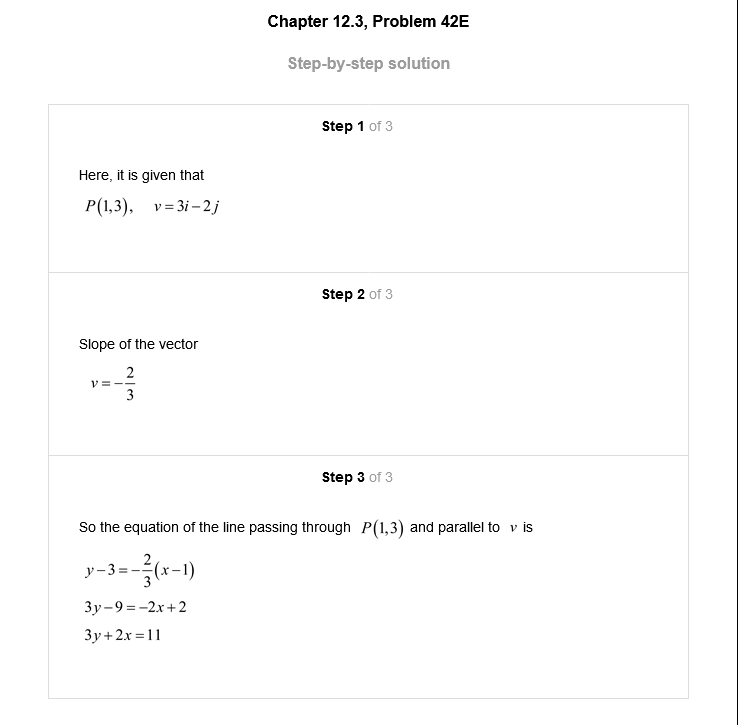 Chapter 12.3, Problem 42E
Step-by-step solution
Step 1 of 3
Here, it is given that
P(1,3),   v = 3i − 2j
Step 2 of 3
Slope of the vector
v = −2/3
Step 3 of 3
So the equation of the line passing through P(1,3) and parallel to v is
y − 3 = −2/3(x − 1)
3y − 9 = −2x + 2
3y + 2x = 11